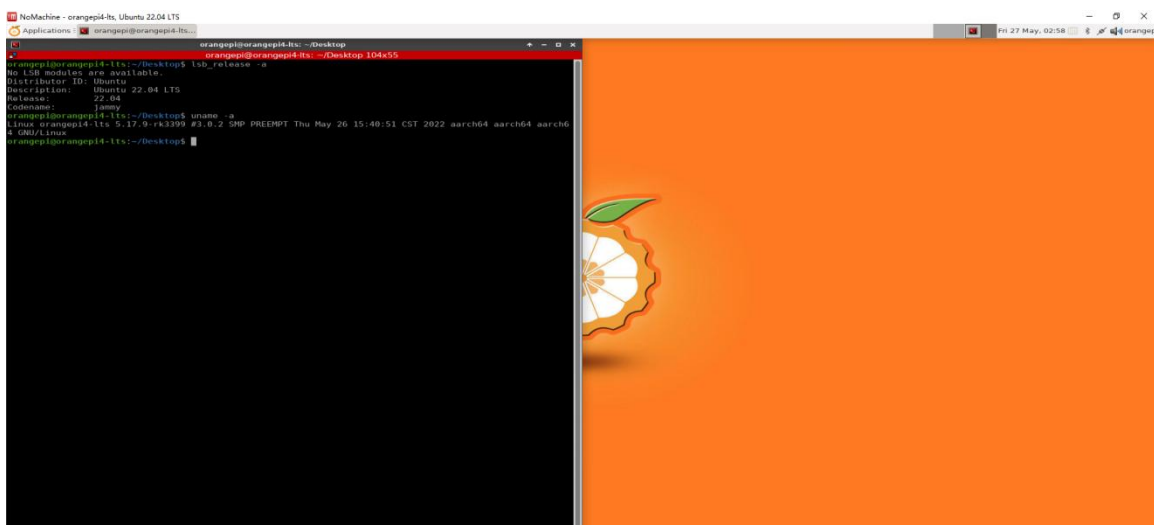 NoMachine - orangepi4-lts, Ubuntu 22.04 LTS
Applications : orangepi@orangepi4-lts... Fri 27 May, 02:58 orangep
orangepi@orangepi4-lts: ~/Desktop
orangepi@orangepi4-lts: ~/Desktop 104x55
orangepi@orangepi4-lts:~/Desktop$ lsb_release -a
No LSB modules are available.
Distributor ID: Ubuntu
Description: Ubuntu 22.04 LTS
Release: 22.04
Codename: jammy
orangepi@orangepi4-lts:~/Desktop$ uname -a
Linux orangepi4-lts 5.17.9-rk3399 #3.0.2 SMP PREEMPT Thu May 26 15:40:51 CST 2022 aarch64 aarch64 aarch6
4 GNU/Linux
orangepi@orangepi4-lts:~/Desktop$